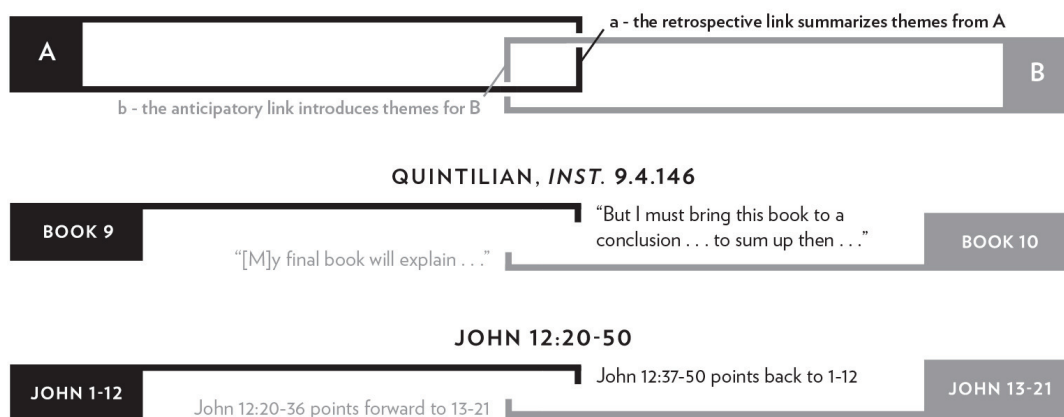 a - the retrospective link summarizes themes from A
A
B
b - the anticipatory link introduces themes for B
QUINTILIAN, INST. 9.4.146
“But I must bring this book to a
conclusion . . . to sum up then . . .”
BOOK 9
BOOK 10
“[M]y final book will explain . . .”
JOHN 12:20-50
John 12:37-50 points back to 1-12
JOHN 1-12
JOHN 13-21
John 12:20-36 points forward to 13-21